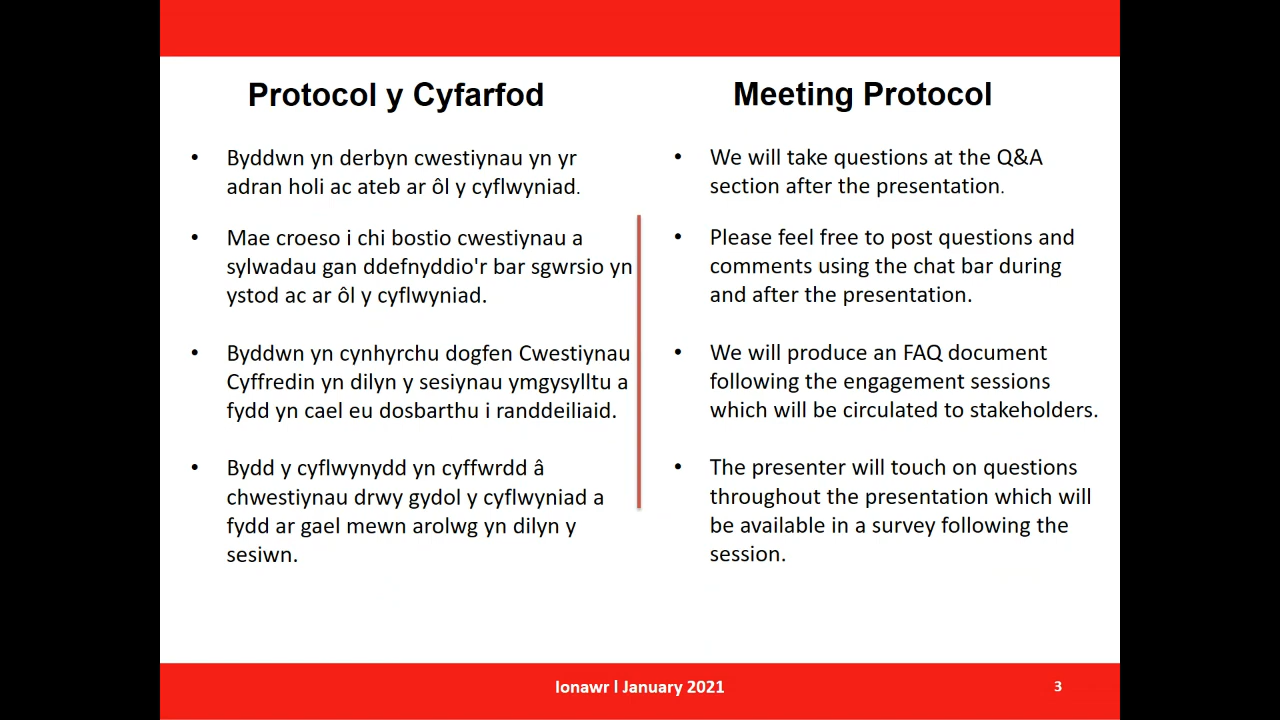 Protocol y Cyfarfod
Byddwn yn derbyn cwestiynau yn yr
adran holi ac ateb ar ôl y cyflwyniad.
Mae croeso i chi bostio cwestiynau a
sylwadau gan ddefnyddio'r bar sgwrsio yn
ystod ac ar ôl y cyflwyniad.
Byddwn yn cynhyrchu dogfen Cwestiynau
Cyffredin yn dilyn y sesiynau ymgysylltu a
fydd yn cael eu dosbarthu i randdeiliaid.
Bydd y cyflwynydd yn cyffwrdd â
chwestiynau drwy gydol y cyflwyniad a
fydd ar gael mewn arolwg yn dilyn y
sesiwn.
Meeting Protocol
We will take questions at the Q&A
section after the presentation.
Please feel free to post questions and
comments using the chat bar during
and after the presentation.
We will produce an FAQ document
following the engagement sessions
which will be circulated to stakeholders.
The presenter will touch on questions
throughout the presentation which will
be available in a survey following the
session.
Ionawr l January 2021
3